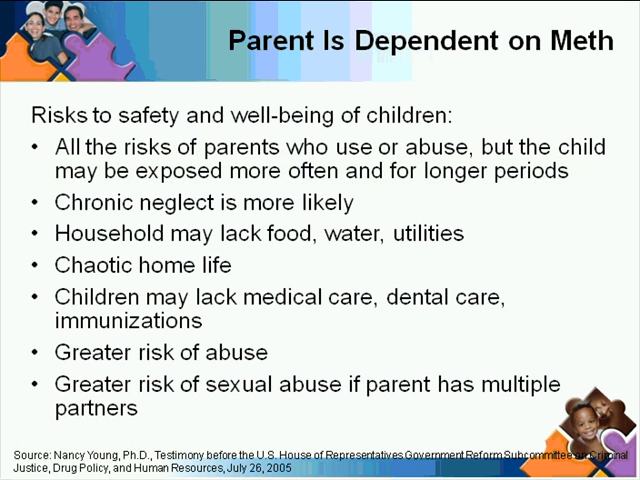 Parent Is Dependent on Meth
Risks to safety and well-being of children:
• All the risks of parents who use or abuse, but the child
may be exposed more often and for longer periods
• Chronic neglect is more likely
• Household may lack food, water, utilities
• Chaotic home life
• Children may lack medical care, dental care,
immunizations
• Greater risk of abuse
• Greater risk of sexual abuse if parent has multiple
partners
Source: Nancy Young, Ph.D., Testimony before the U.S. House of Representatives Government Reform Subcommittee on Criminal
Justice, Drug Policy, and Human Resources, July 26, 2005